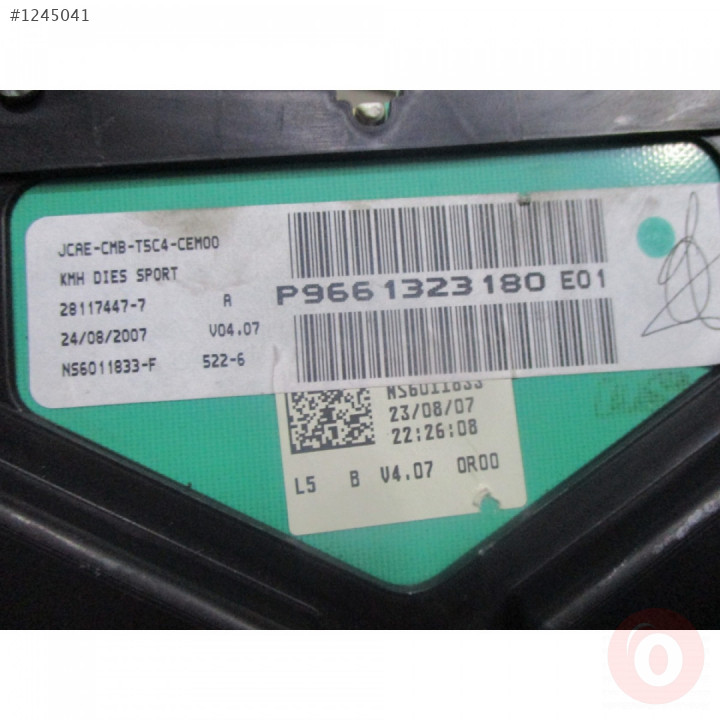 #1245041
JCAE-CMB-T5C4-CEM00
KMH DIES SPORT
28117447-7 A
24/08/2007 V04.07
NS6011833-F 522-6
P9661323180 E01
NS6011833
23/08/07
22:26:08
L5 B V4.07 0R00